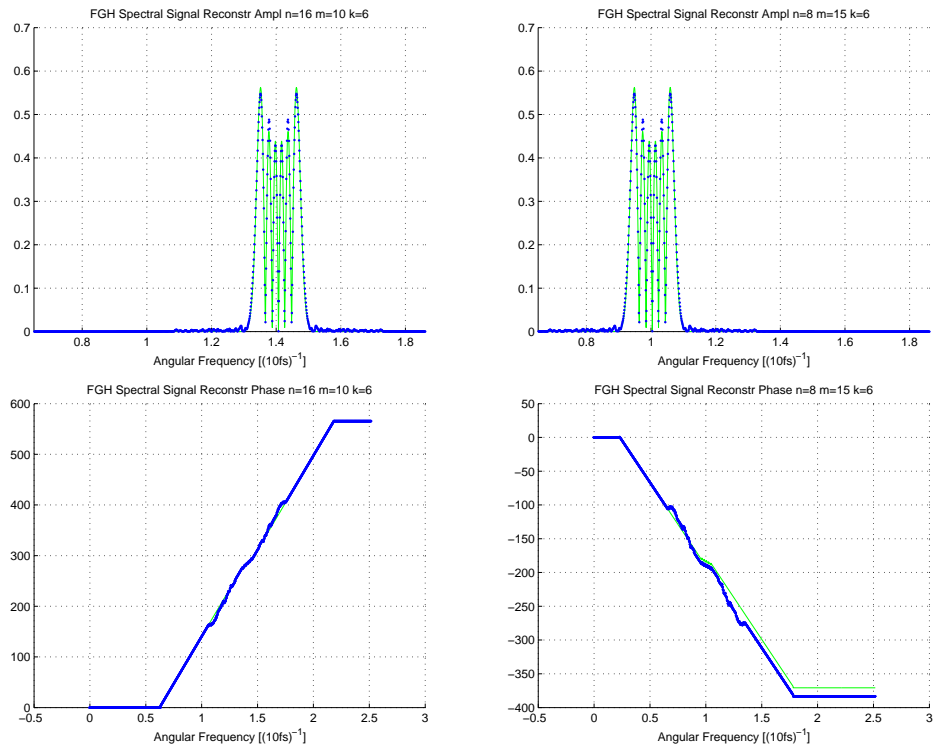 FGH Spectral Signal Reconstr Ampl n=16 m=10 k=6
0.7
0.6
0.5
0.4
0.3
0.2
0.1
0
0.8 1 1.2 1.4 1.6 1.8
Angular Frequency [(10fs)⁻¹]
FGH Spectral Signal Reconstr Ampl n=8 m=15 k=6
0.7
0.6
0.5
0.4
0.3
0.2
0.1
0
0.8 1 1.2 1.4 1.6 1.8
Angular Frequency [(10fs)⁻¹]
FGH Spectral Signal Reconstr Phase n=16 m=10 k=6
600
500
400
300
200
100
0
−0.5 0 0.5 1 1.5 2 2.5 3
Angular Frequency [(10fs)⁻¹]
FGH Spectral Signal Reconstr Phase n=8 m=15 k=6
50
0
−50
−100
−150
−200
−250
−300
−350
−400
−0.5 0 0.5 1 1.5 2 2.5 3
Angular Frequency [(10fs)⁻¹]